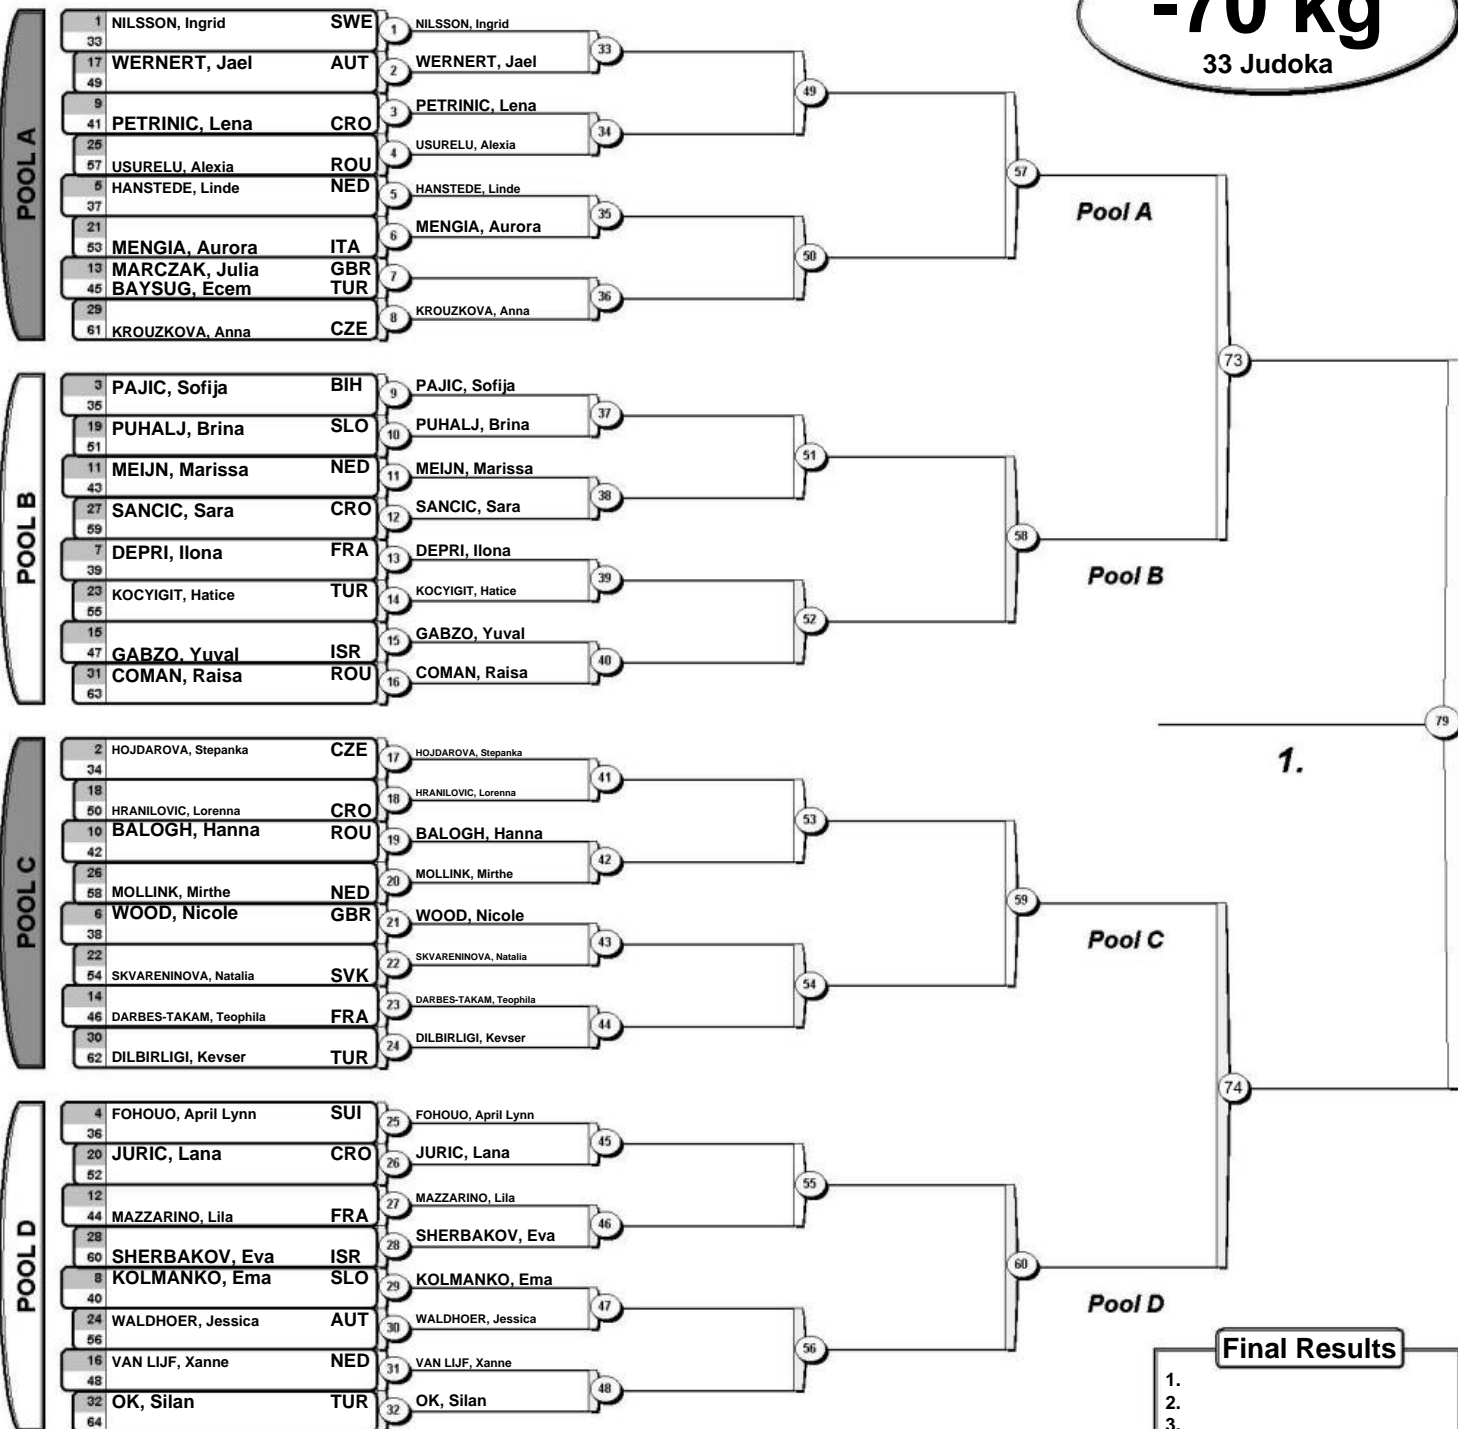 -70 kg
33 Judoka
POOL A
1 NILSSON, Ingrid SWE 1 NILSSON, Ingrid
33
33
17 WERNERT, Jael AUT 2 WERNERT, Jael
49
49
9 PETRINIC, Lena CRO 3 PETRINIC, Lena
41
34
25 USURELU, Alexia ROU 4 USURELU, Alexia
57
57
Pool A
5 HANSTEDE, Linde NED 5 HANSTEDE, Linde
37
35
21 MENGIA, Aurora ITA 6 MENGIA, Aurora
53
50
13 MARCZAK, Julia GBR 7
45 BAYSUG, Ecem TUR
36
29 KROUZKOVA, Anna CZE 8 KROUZKOVA, Anna
61
73
POOL B
3 PAJIC, Sofija BIH 9 PAJIC, Sofija
35
37
19 PUHALJ, Brina SLO 10 PUHALJ, Brina
51
51
11 MEIJN, Marissa NED 11 MEIJN, Marissa
43
38
27 SANCIC, Sara CRO 12 SANCIC, Sara
59
58
Pool B
7 DEPRI, Ilona FRA 13 DEPRI, Ilona
39
39
23 KOCYIGIT, Hatice TUR 14 KOCYIGIT, Hatice
55
52
15 GABZO, Yuval ISR 15 GABZO, Yuval
47
40
31 COMAN, Raisa ROU 16 COMAN, Raisa
63
79
1.
POOL C
2 HOJDAROVA, Stepanka CZE 17 HOJDAROVA, Stepanka
34
41
18 HRANILOVIC, Lorenna CRO 18 HRANILOVIC, Lorenna
50
53
10 BALOGH, Hanna ROU 19 BALOGH, Hanna
42
42
26 MOLLINK, Mirthe NED 20 MOLLINK, Mirthe
58
59
Pool C
6 WOOD, Nicole GBR 21 WOOD, Nicole
38
43
22 SKVARENINOVA, Natalia SVK 22 SKVARENINOVA, Natalia
54
54
14 DARBES-TAKAM, Teophila FRA 23 DARBES-TAKAM, Teophila
46
44
30 DILBIRLIGI, Kevser TUR 24 DILBIRLIGI, Kevser
62
74
POOL D
4 FOHOUO, April Lynn SUI 25 FOHOUO, April Lynn
36
45
20 JURIC, Lana CRO 26 JURIC, Lana
52
55
12 MAZZARINO, Lila FRA 27 MAZZARINO, Lila
44
46
28 SHERBAKOV, Eva ISR 28 SHERBAKOV, Eva
60
60
Pool D
8 KOLMANKO, Ema SLO 29 KOLMANKO, Ema
40
47
24 WALDHOER, Jessica AUT 30 WALDHOER, Jessica
56
56
16 VAN LIJF, Xanne NED 31 VAN LIJF, Xanne
48
48
32 OK, Silan TUR 32 OK, Silan
64
Final Results
1.
2.
3.